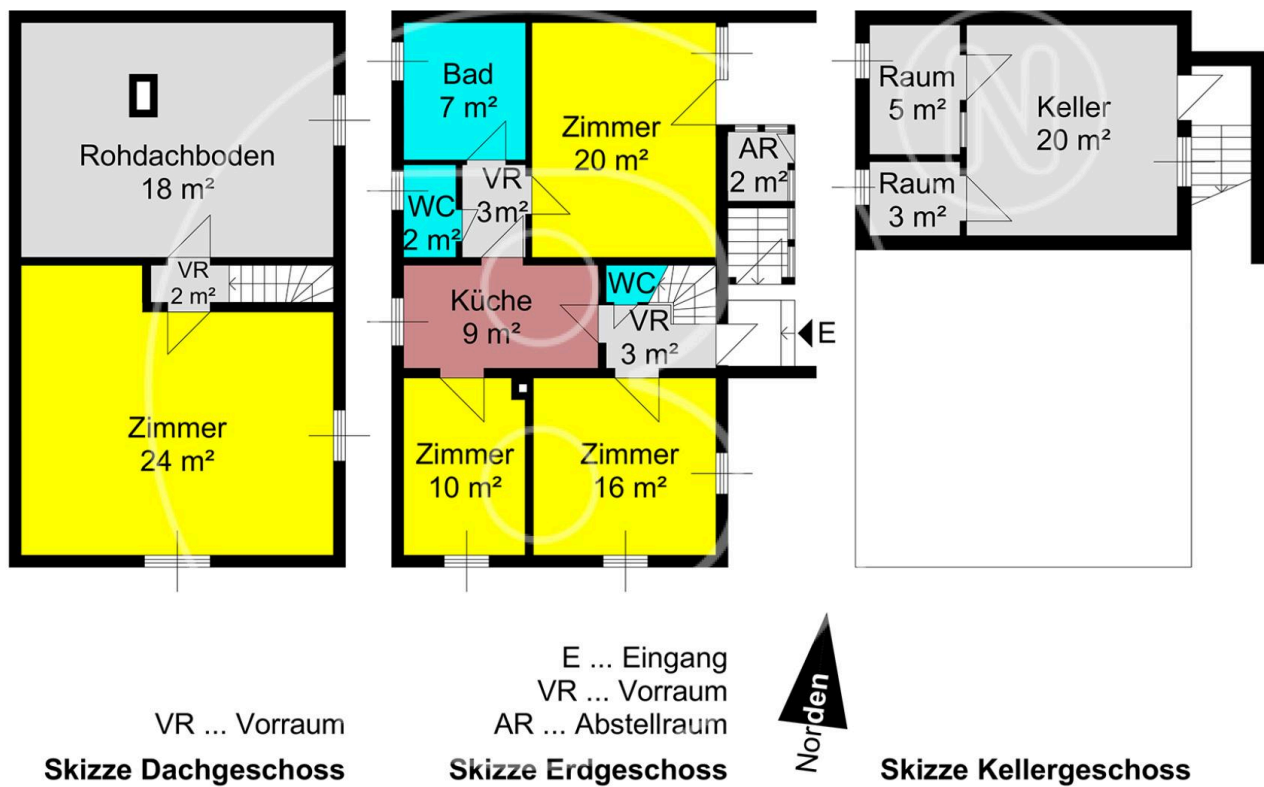 Rohdachboden
18 m²
VR
2 m²
Zimmer
24 m²
VR ... Vorraum
Skizze Dachgeschoss
Bad
7 m²
Zimmer
20 m²
AR
2 m²
VR
3 m²
WC
2 m²
WC
Küche
9 m²
VR
3 m²
E
Zimmer
10 m²
Zimmer
16 m²
E ... Eingang
VR ... Vorraum
AR ... Abstellraum
Skizze Erdgeschoss
Norden
Raum
5 m²
Keller
20 m²
Raum
3 m²
N
Skizze Kellergeschoss